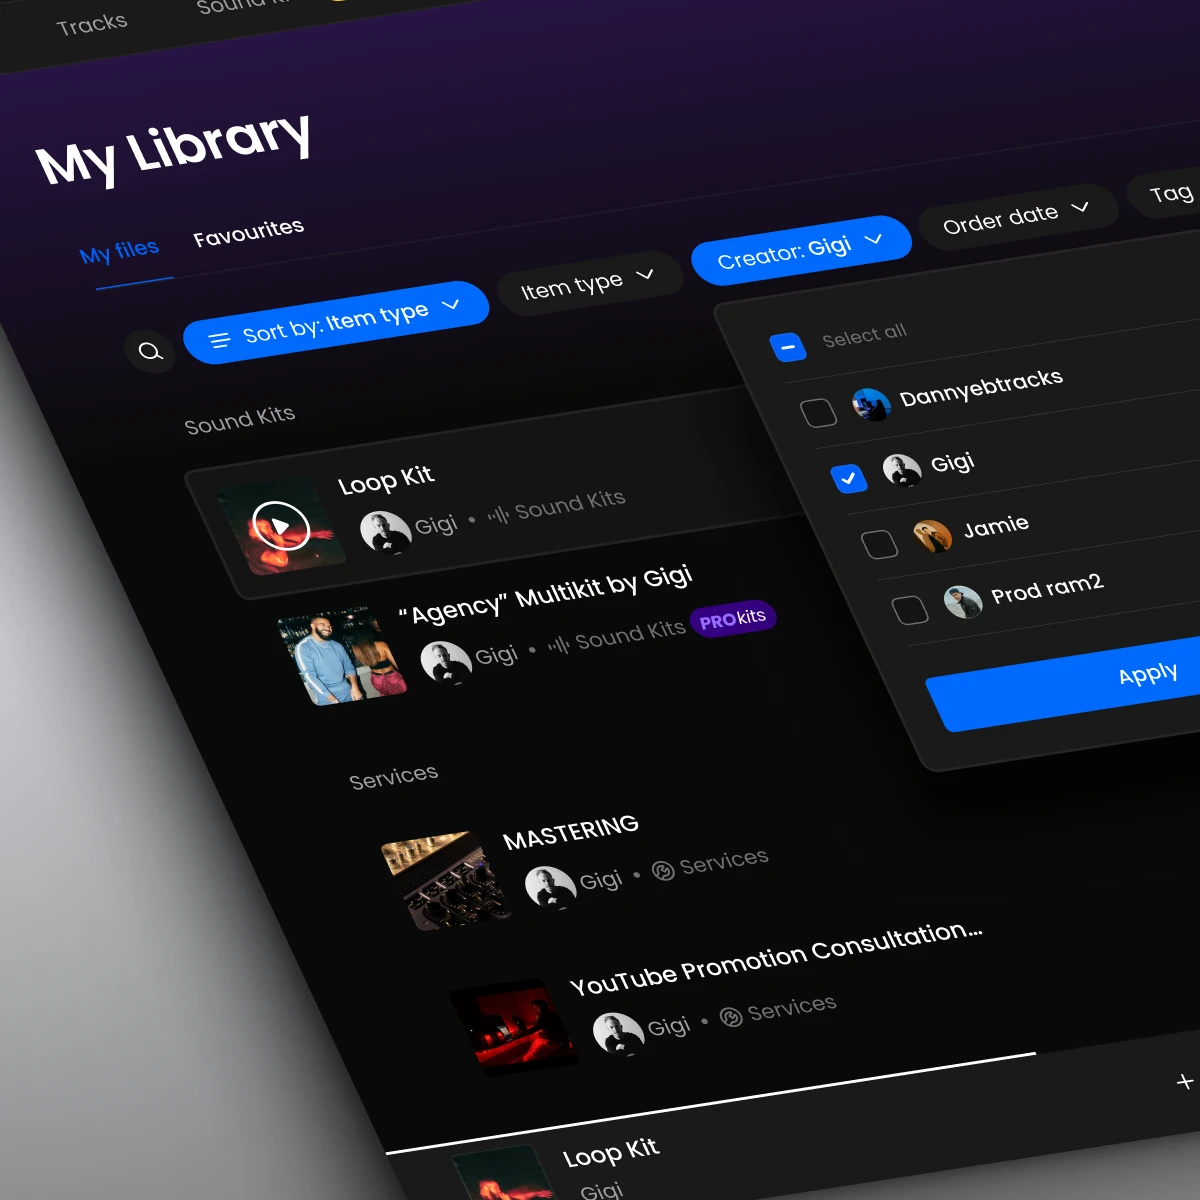 Tracks
Sound
My Library
My files
Favourites
Sort by: Item type
Item type
Creator: Gigi
Order date
Tag
Select all
Dannyebtracks
Gigi
Jamie
Prod ram2
Apply
Sound Kits
Loop Kit
Gigi • Sound Kits
“Agency” Multikit by Gigi
Gigi • Sound Kits PROkits
Services
MASTERING
Gigi • Services
YouTube Promotion Consultation...
Gigi • Services
Loop Kit
Gigi